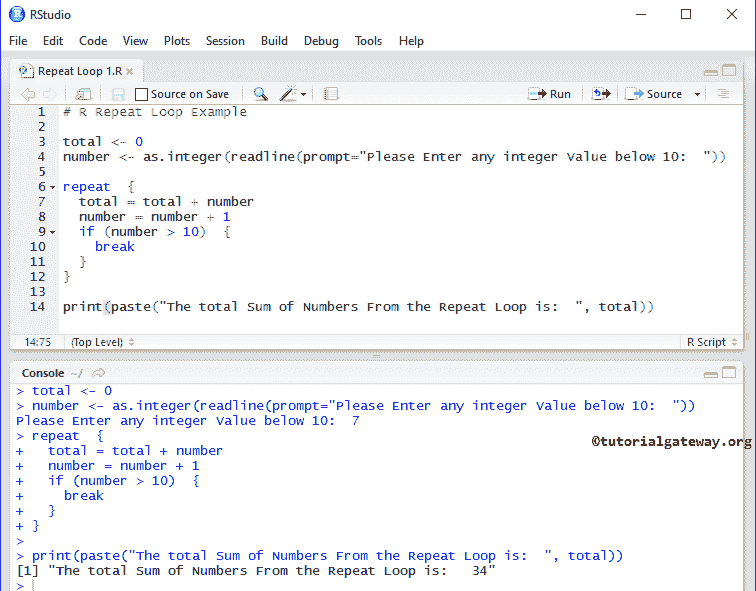 RStudio
File Edit Code View Plots Session Build Debug Tools Help
Repeat Loop 1.R
Source on Save Run Source
1 # R Repeat Loop Example
2
3 total <- 0
4 number <- as.integer(readline(prompt="Please Enter any integer Value below 10:  "))
5
6 repeat  {
7   total = total + number
8   number = number + 1
9   if (number > 10)  {
10     break
11   }
12 }
13
14 print(paste("The total Sum of Numbers From the Repeat Loop is:  ", total))
14:75 (Top Level) R Script
Console ~/
> total <- 0
> number <- as.integer(readline(prompt="Please Enter any integer Value below 10:  "))
Please Enter any integer Value below 10:  7
> repeat  {
+   total = total + number
+   number = number + 1
+   if (number > 10)  {
+     break
+   }
+ }
>
> print(paste("The total Sum of Numbers From the Repeat Loop is:  ", total))
[1] "The total Sum of Numbers From the Repeat Loop is:   34"
>
©tutorialgateway.org